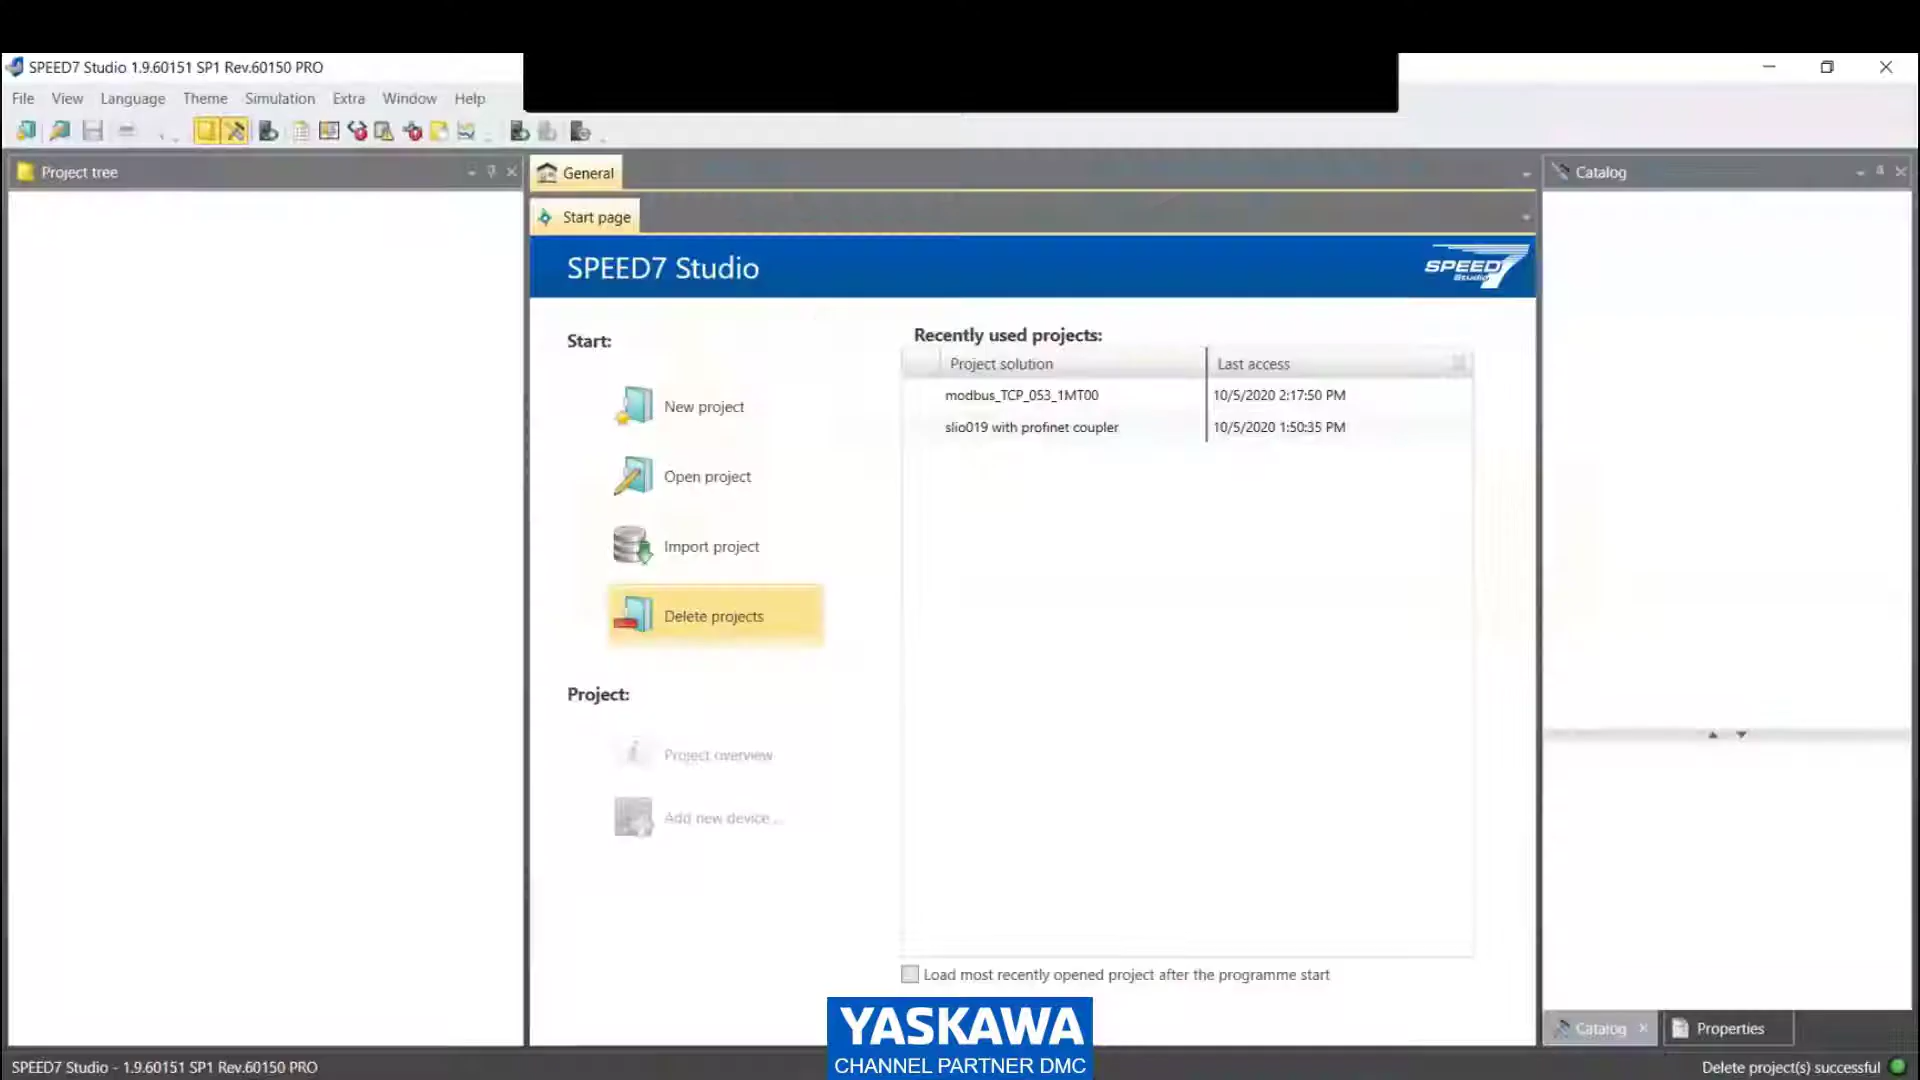 SPEED7 Studio 1.9.60151 SP1 Rev.60150 PRO
File View Language Theme Simulation Extra Window Help
Project tree
General
Catalog
Start page
SPEED7 Studio
SPEED7 Studio
Start:
Recently used projects:
Project solution Last access
modbus_TCP_053_1MT00 10/5/2020 2:17:50 PM
slio019 with profinet coupler 10/5/2020 1:50:35 PM
New project
Open project
Import project
Delete projects
Project:
Project overview
Add new device ...
Load most recently opened project after the programme start
YASKAWA
CHANNEL PARTNER DMC
Catalog
Properties
SPEED7 Studio - 1.9.60151 SP1 Rev.60150 PRO
Delete project(s) successful